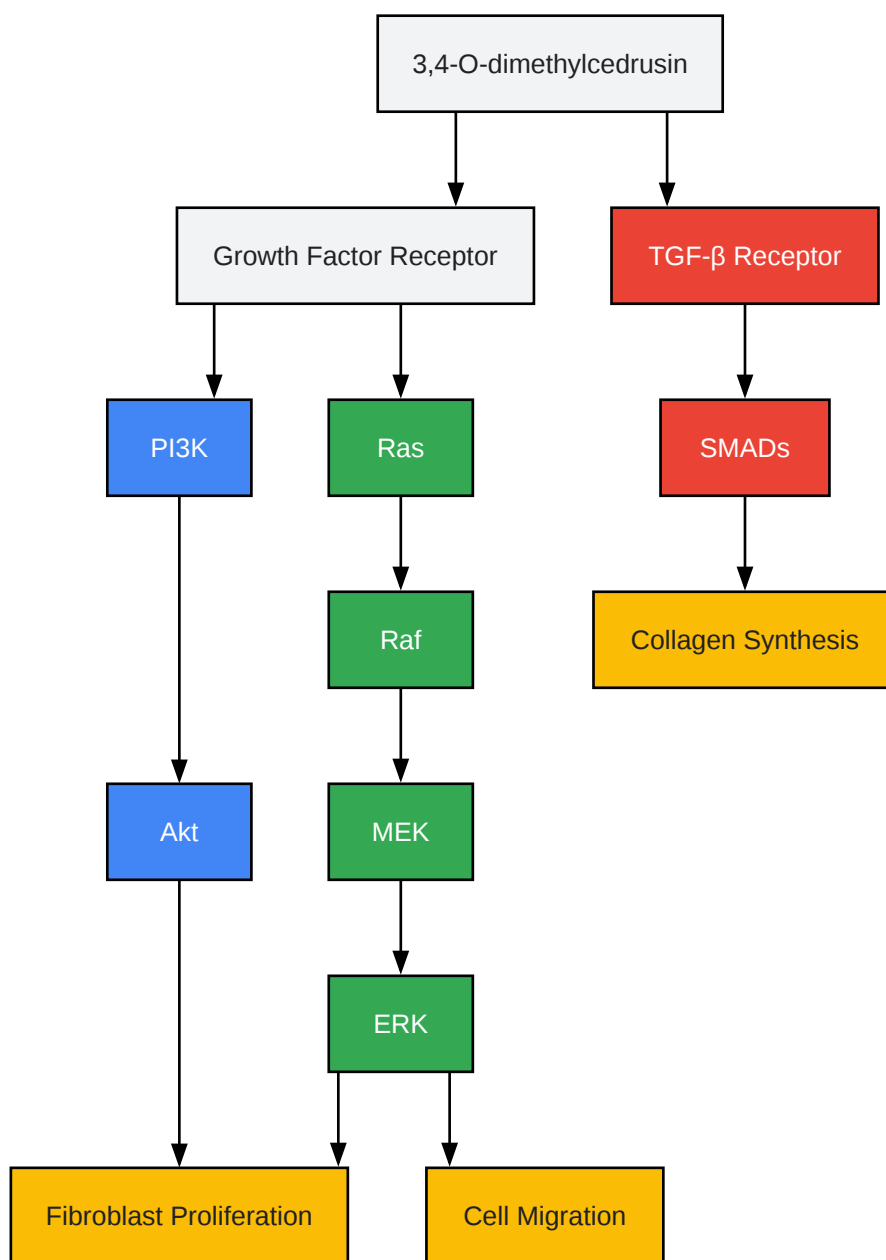 3,4-O-dimethylcedrusin
Growth Factor Receptor
TGF-β Receptor
PI3K
Ras
SMADs
Raf
Collagen Synthesis
Akt
MEK
ERK
Fibroblast Proliferation
Cell Migration